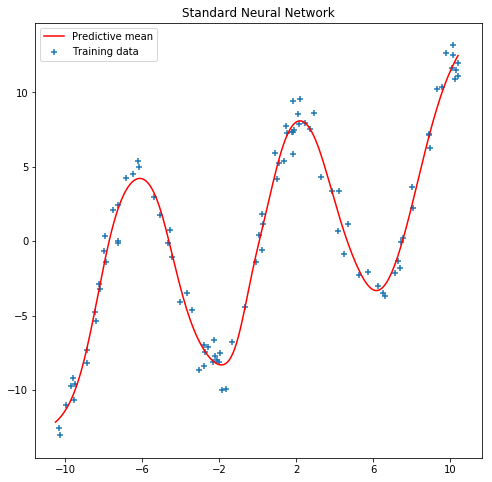 Standard Neural Network
Predictive mean
Training data
10
5
0
−5
−10
−10 −6 −2 2 6 10